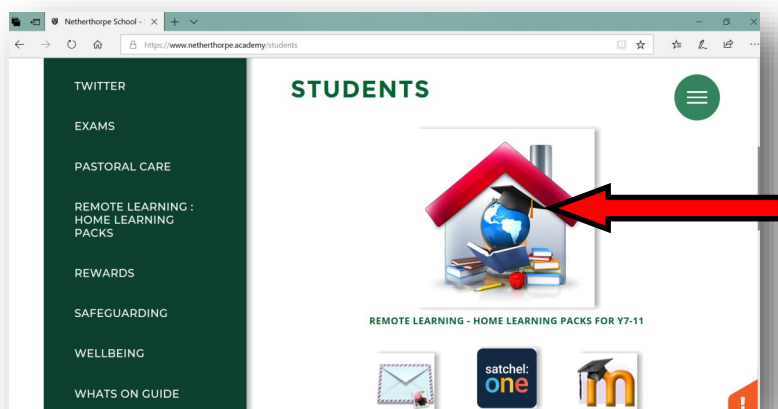 Netherthorpe School -
https://www.netherthorpe.academy/students
TWITTER
EXAMS
PASTORAL CARE
REMOTE LEARNING :
HOME LEARNING
PACKS
REWARDS
SAFEGUARDING
WELLBEING
WHATS ON GUIDE
STUDENTS
REMOTE LEARNING - HOME LEARNING PACKS FOR Y7-11
satchel:
one
m
!